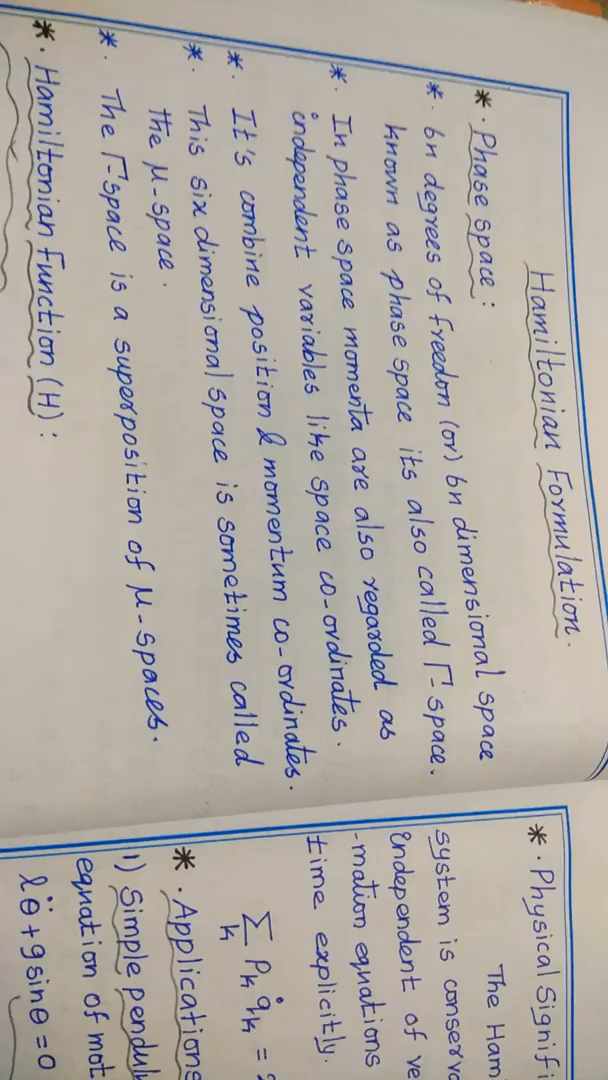 Hamiltonian Formulation.
*. Phase space :
*. 6n degrees of freedom (or) 6n dimensional space
known as phase space its also called Γ-space.
*. In phase space momenta are also regarded as
independent variables like space co-ordinates.
*. It's combine position & momentum co-ordinates.
*. This six dimensional space is sometimes called
the μ-space.
*. The Γ-space is a superposition of μ-spaces.
*. Hamiltonian function (H) :
*. Physical Signifi
The Ham
system is conserva
independent of ve
-mation equations
time explicitly.
∑ₖ pₖ q̇ₖ =
*. Applications
1) Simple pendul
equation of mot
lθ̈ + g sinθ = 0